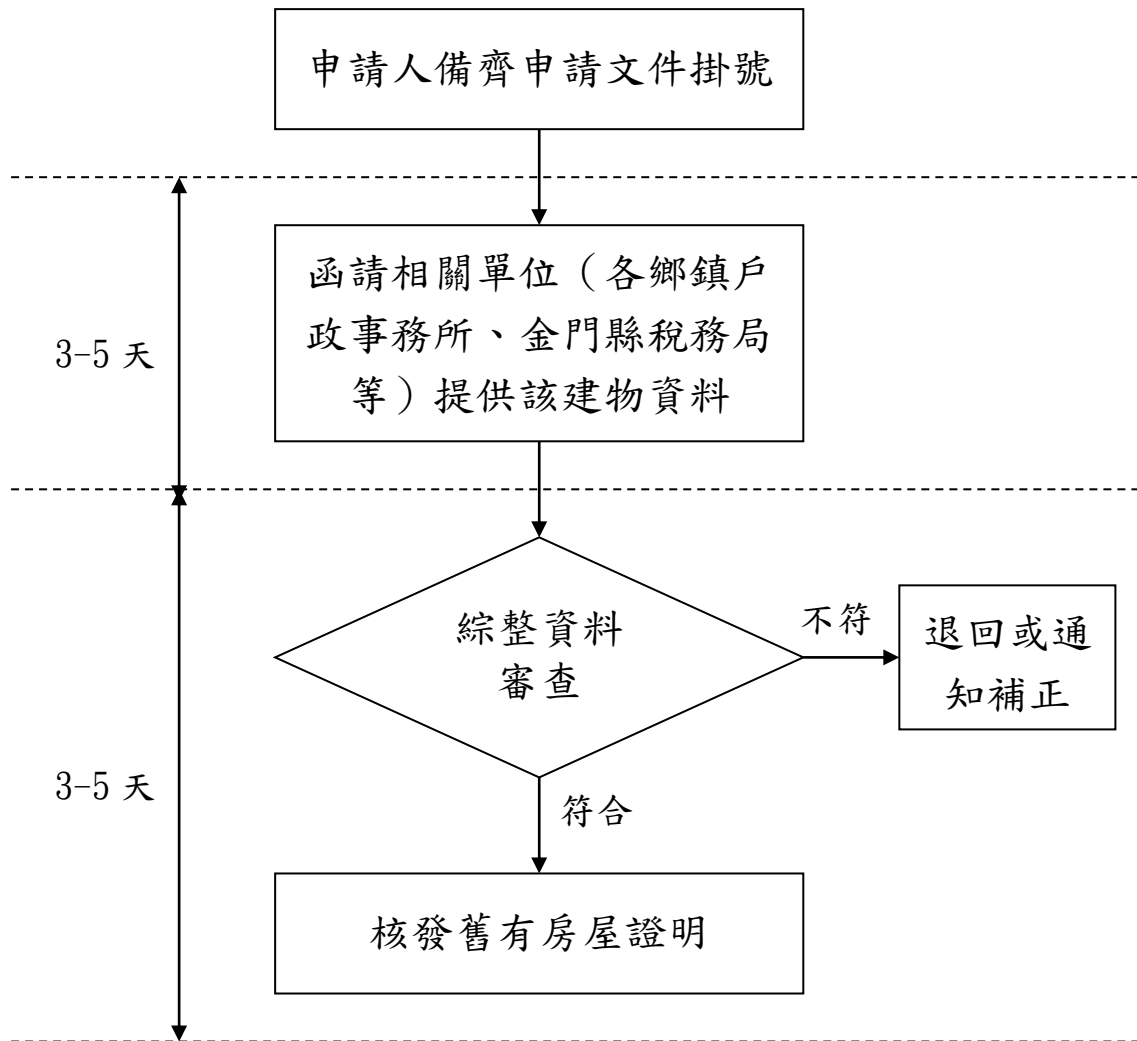 申請人備齊申請文件掛號
函請相關單位（各鄉鎮戶
政事務所、金門縣稅務局
等）提供該建物資料
3-5 天
綜整資料
審查
不符
退回或通
知補正
3-5 天
符合
核發舊有房屋證明